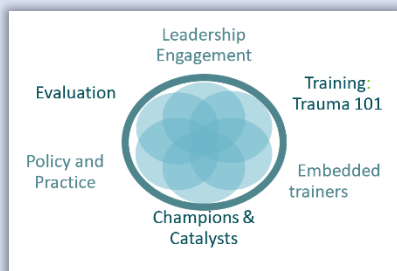 Leadership
Engagement
Training:
Trauma 101
Embedded
trainers
Champions &
Catalysts
Policy and
Practice
Evaluation